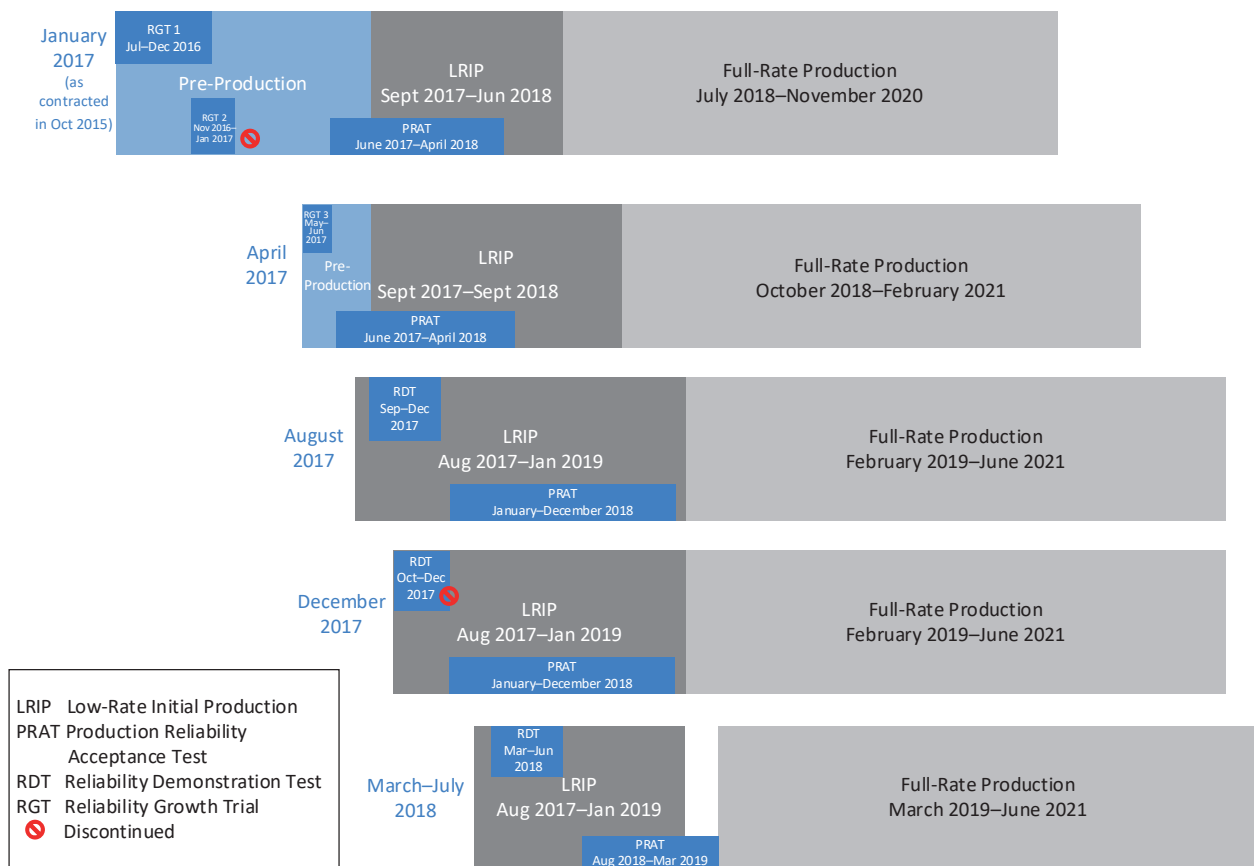 January
2017
(as
contracted
in Oct 2015)
RGT 1
Jul–Dec 2016
Pre-Production
RGT 2
Nov 2016–
Jan 2017
LRIP
Sept 2017–Jun 2018
PRAT
June 2017–April 2018
Full-Rate Production
July 2018–November 2020
April
2017
RGT 3
May–
Jun
2017
Pre-
Production
LRIP
Sept 2017–Sept 2018
PRAT
June 2017–April 2018
Full-Rate Production
October 2018–February 2021
August
2017
RDT
Sep–Dec
2017
LRIP
Aug 2017–Jan 2019
PRAT
January–December 2018
Full-Rate Production
February 2019–June 2021
December
2017
RDT
Oct–Dec
2017
LRIP
Aug 2017–Jan 2019
PRAT
January–December 2018
Full-Rate Production
February 2019–June 2021
March–July
2018
RDT
Mar–Jun
2018
LRIP
Aug 2017–Jan 2019
PRAT
Aug 2018–Mar 2019
Full-Rate Production
March 2019–June 2021
LRIP Low-Rate Initial Production
PRAT Production Reliability
Acceptance Test
RDT Reliability Demonstration Test
RGT Reliability Growth Trial
Discontinued